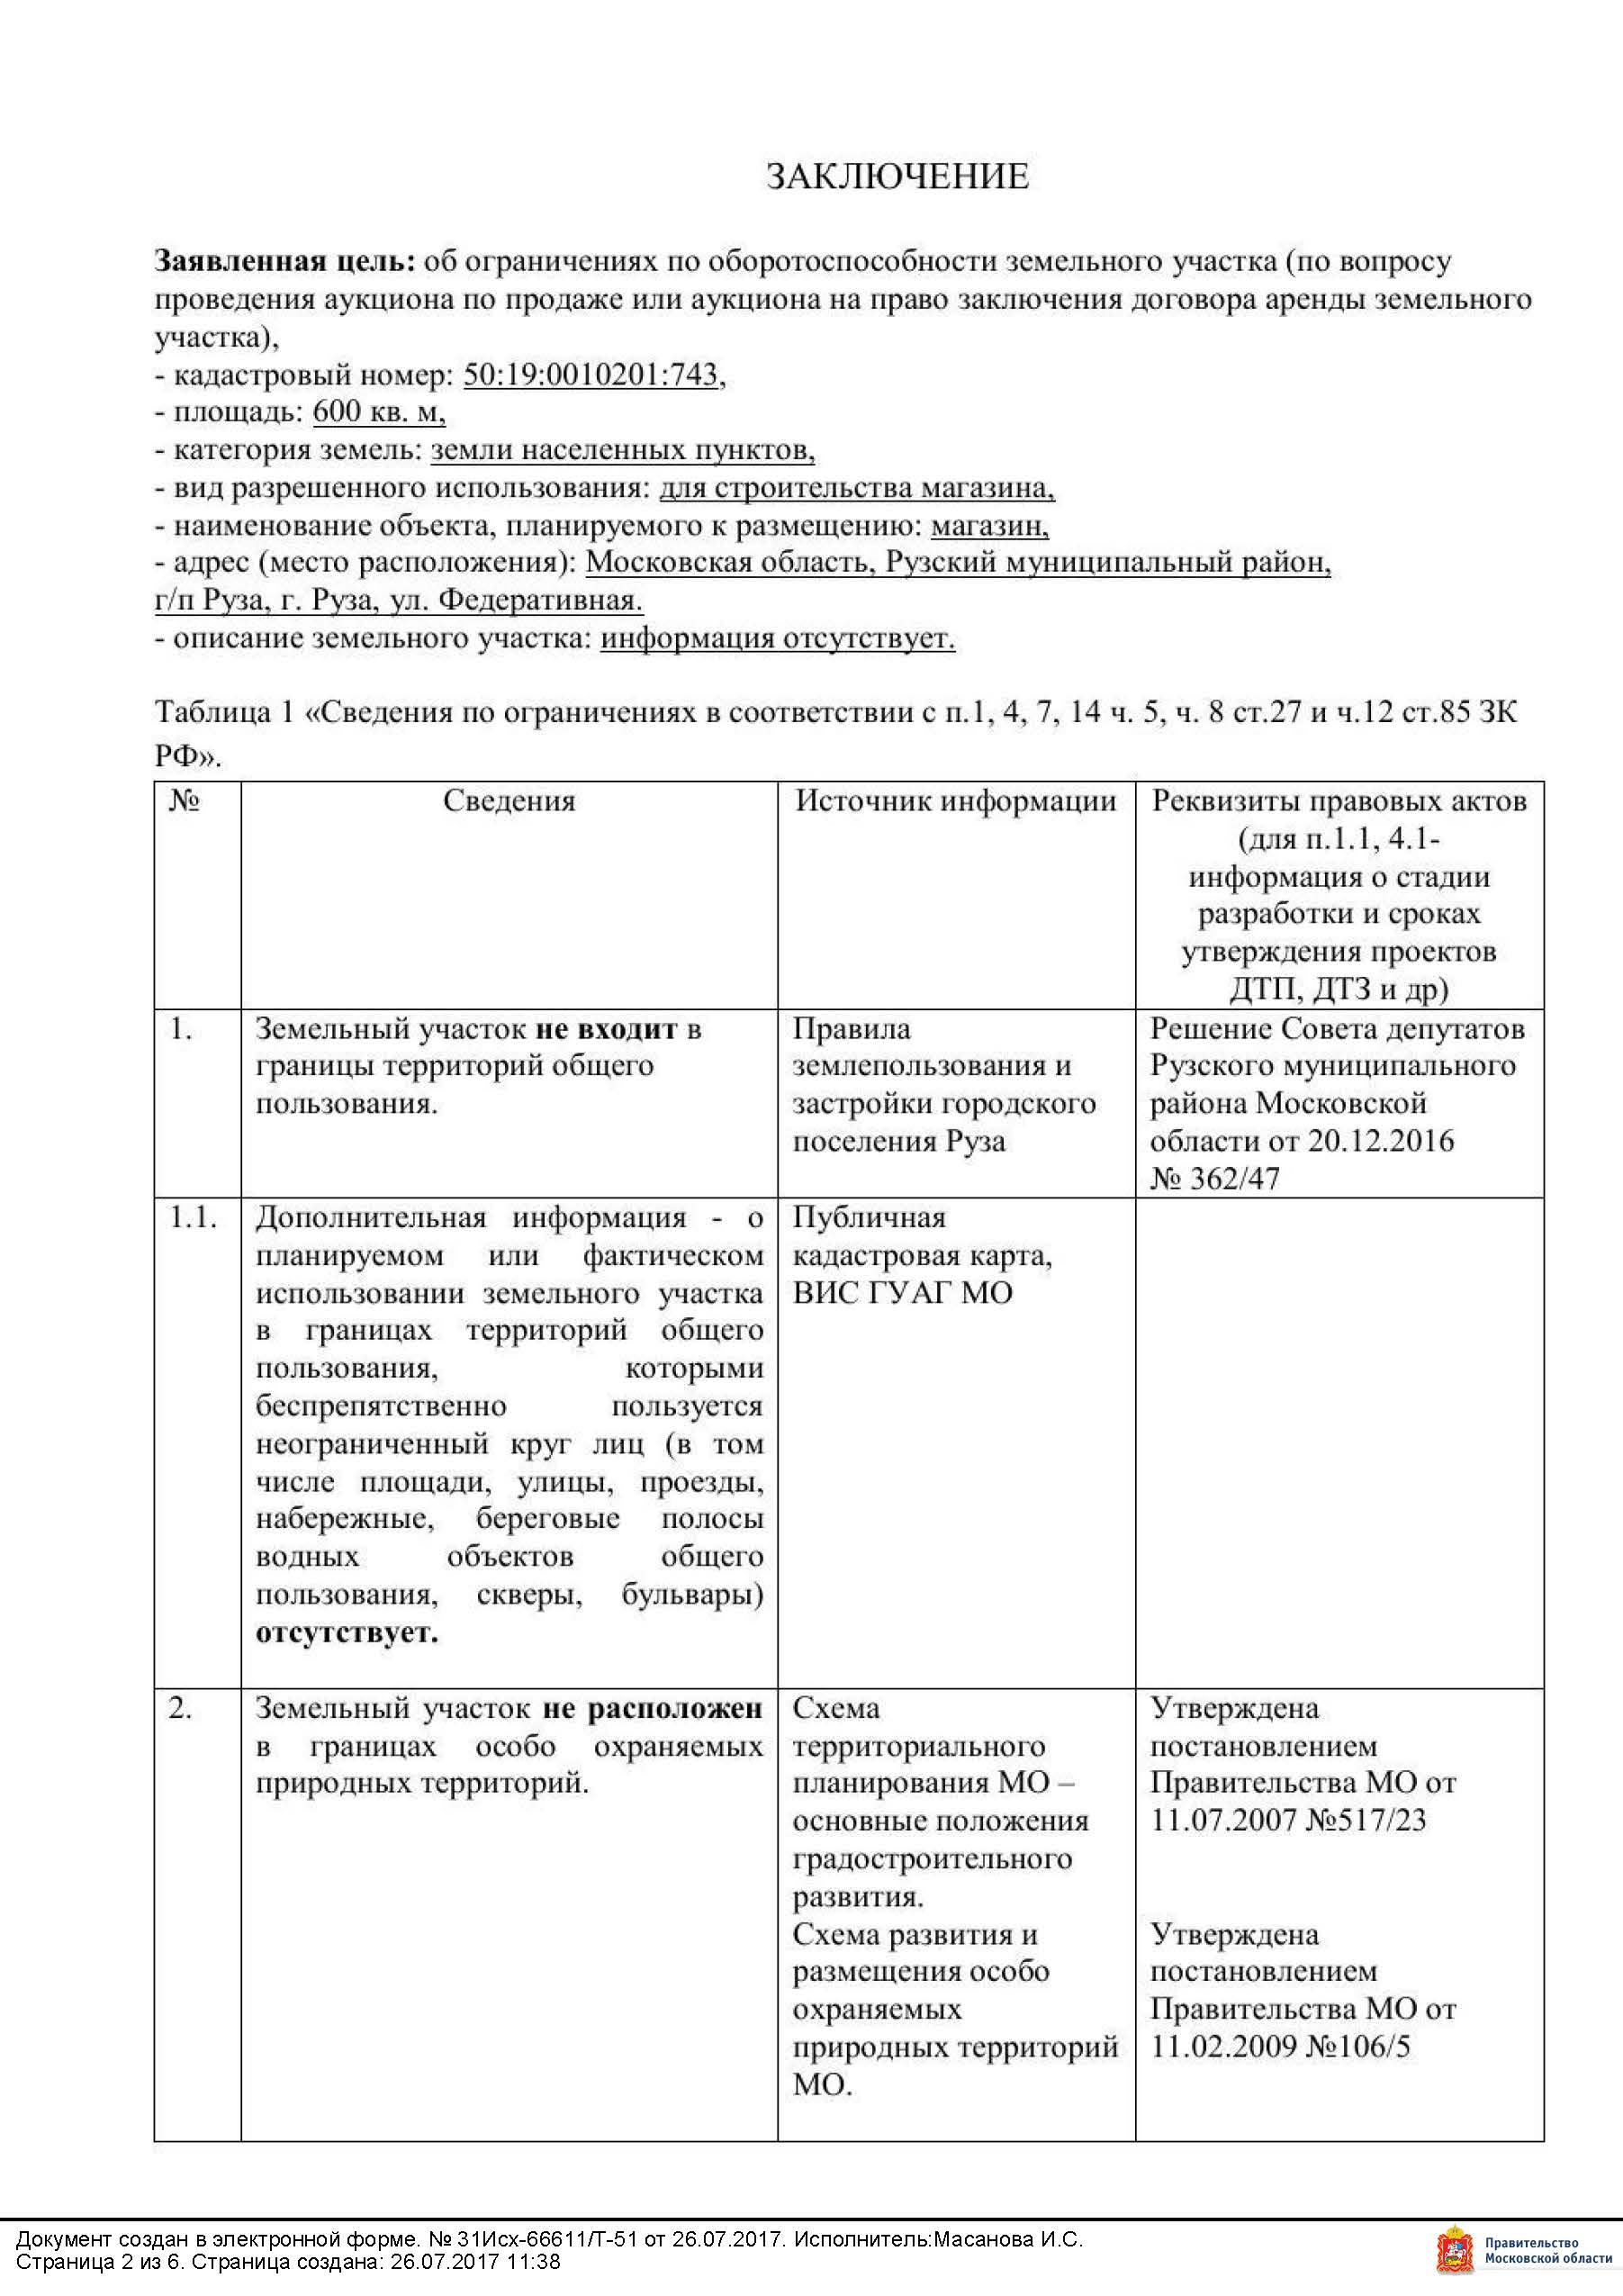 ЗАКЛЮЧЕНИЕ
Заявленная цель: об ограничениях по оборотоспособности земельного участка (по вопросу
проведения аукциона по продаже или аукциона на право заключения договора аренды земельного
участка),
- кадастровый номер: 50:19:0010201:743,
- площадь: 600 кв. м,
- категория земель: земли населенных пунктов,
- вид разрешенного использования: для строительства магазина,
- наименование объекта, планируемого к размещению: магазин,
- адрес (место расположения): Московская область, Рузский муниципальный район,
г/п Руза, г. Руза, ул. Федеративная.
- описание земельного участка: информация отсутствует.
Таблица 1 «Сведения по ограничениях в соответствии с п.1, 4, 7, 14 ч. 5, ч. 8 ст.27 и ч.12 ст.85 ЗК
РФ».
№
Сведения
Источник информации
Реквизиты правовых актов
(для п.1.1, 4.1-
информация о стадии
разработки и сроках
утверждения проектов
ДТП, ДТЗ и др)
1.
Земельный участок не входит в
границы территорий общего
пользования.
Правила
землепользования и
застройки городского
поселения Руза
Решение Совета депутатов
Рузского муниципального
района Московской
области от 20.12.2016
№ 362/47
1.1.
Дополнительная информация - о
планируемом или фактическом
использовании земельного участка
в границах территорий общего
пользования, которыми
беспрепятственно пользуется
неограниченный круг лиц (в том
числе площади, улицы, проезды,
набережные, береговые полосы
водных объектов общего
пользования, скверы, бульвары)
отсутствует.
Публичная
кадастровая карта,
ВИС ГУАГ МО
2.
Земельный участок не расположен
в границах особо охраняемых
природных территорий.
Схема
территориального
планирования МО –
основные положения
градостроительного
развития.
Схема развития и
размещения особо
охраняемых
природных территорий
МО.
Утверждена
постановлением
Правительства МО от
11.07.2007 №517/23
Утверждена
постановлением
Правительства МО от
11.02.2009 №106/5
Документ создан в электронной форме. № 31Исх-66611/Т-51 от 26.07.2017. Исполнитель:Масанова И.С.
Страница 2 из 6. Страница создана: 26.07.2017 11:38
Правительство
Московской области